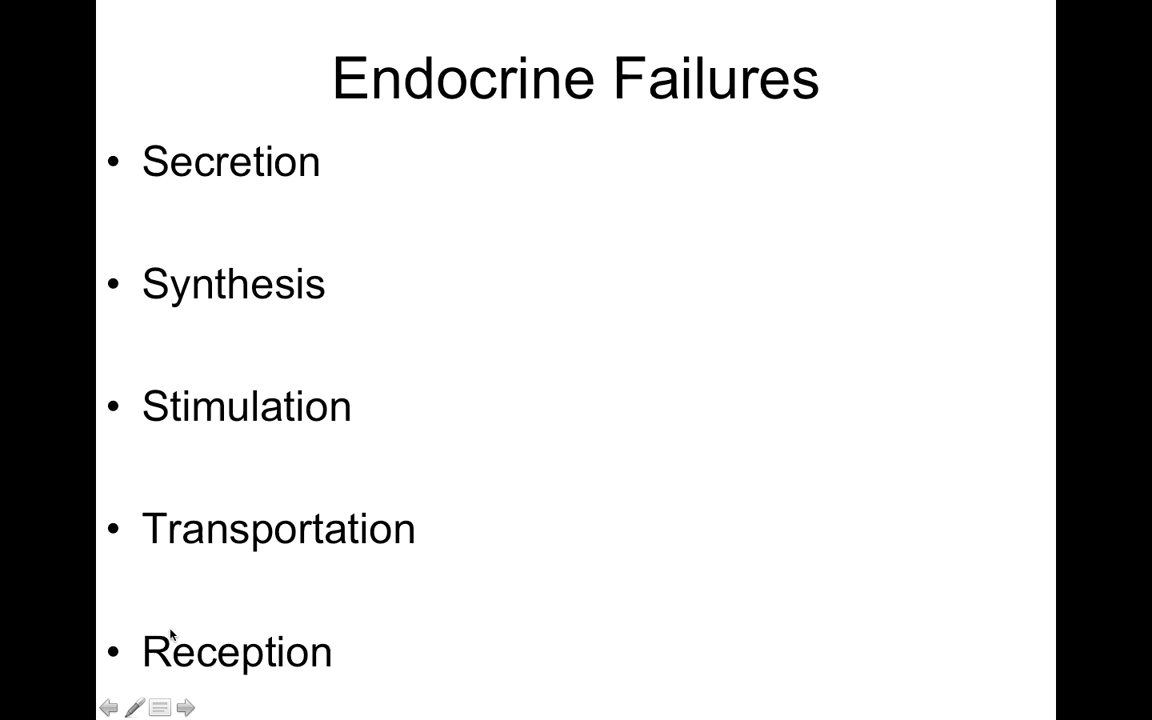 Endocrine Failures
• Secretion
• Synthesis
• Stimulation
• Transportation
• Reception